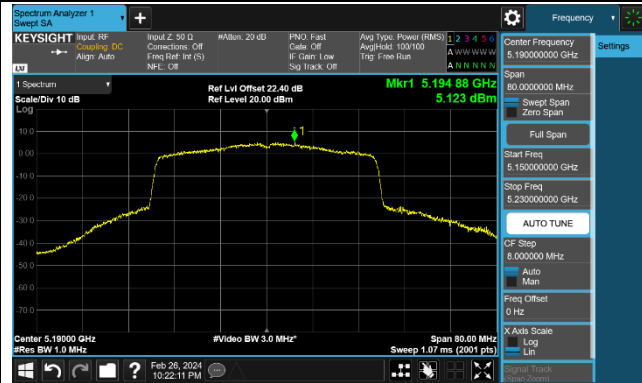 Spectrum Analyzer 1
Swept SA
Frequency
KEYSIGHT
Input: RF
Coupling: DC
Align: Auto
Input Z: 50 Ω
Corrections: Off
Freq Ref: Int (S)
NFE: Off
#Atten: 20 dB
PNO: Fast
Gate: Off
IF Gain: Low
Sig Track: Off
Avg Type: Power (RMS)
Avg|Hold: 100/100
Trig: Free Run
1 2 3 4 5 6
A W W W W W
A N N N N N
LXI
1 Spectrum
Scale/Div 10 dB
Log
Ref Lvl Offset 22.40 dB
Ref Level 20.00 dBm
Mkr1 5.194 88 GHz
5.123 dBm
1
10.0
0.00
-10.0
-20.0
-30.0
-40.0
-50.0
-60.0
-70.0
Center 5.19000 GHz
#Res BW 1.0 MHz
#Video BW 3.0 MHz*
Span 80.00 MHz
Sweep 1.07 ms (2001 pts)
Feb 26, 2024
10:22:11 PM
?
Center Frequency
5.190000000 GHz
Span
80.0000000 MHz
Swept Span
Zero Span
Full Span
Start Freq
5.150000000 GHz
Stop Freq
5.230000000 GHz
AUTO TUNE
CF Step
8.000000 MHz
Auto
Man
Freq Offset
0 Hz
X Axis Scale
Log
Lin
Signal Track
(Span Zoom)
Settings